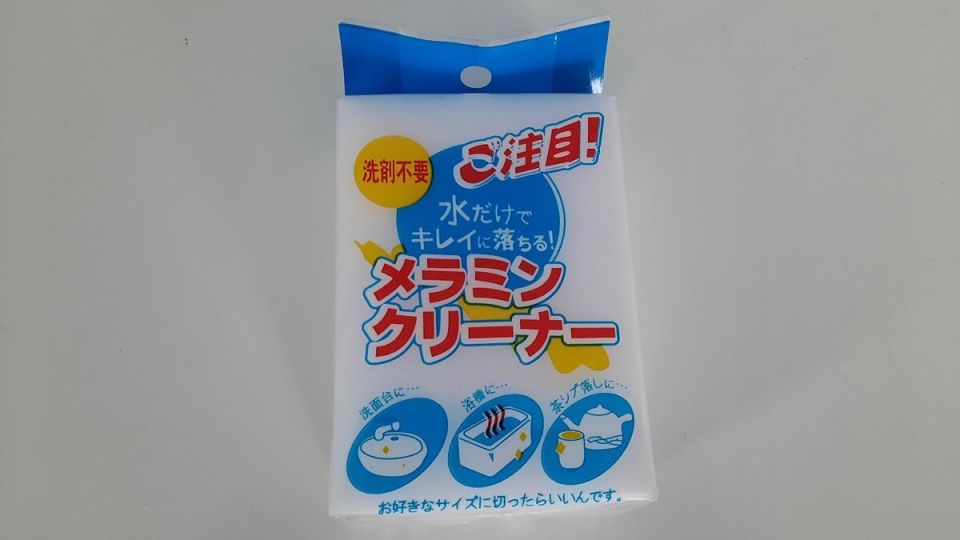 ご注目!
洗剤不要
水だけで
キレイに落ちる!
メラミン
クリーナー
洗面台に…
浴槽に…
茶シブ落しに…
お好きなサイズに切ったらいいんです。